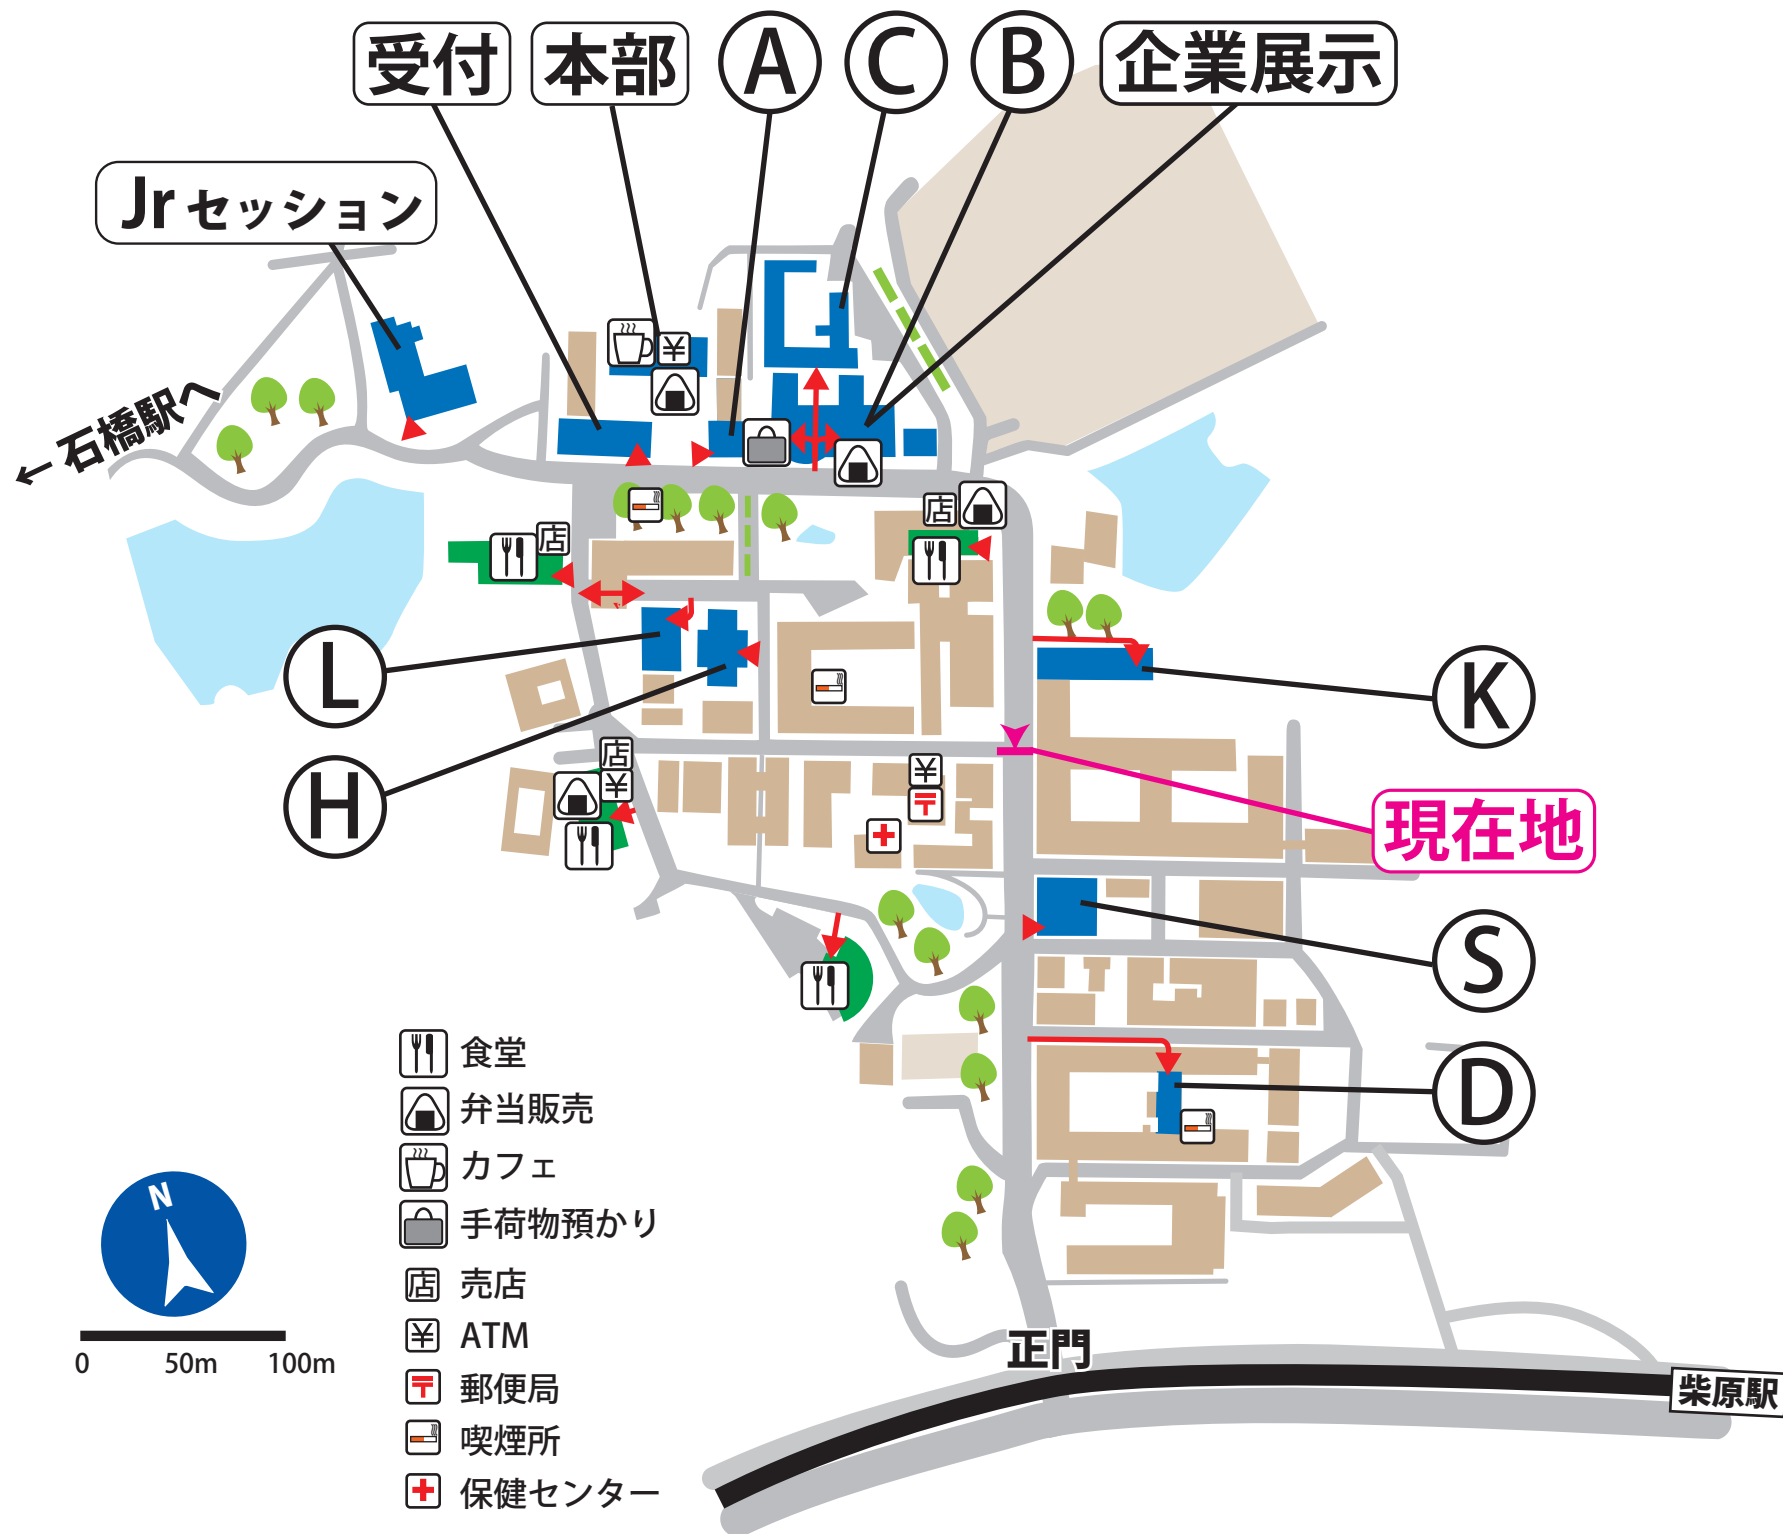 受付
本部
A
C
B
企業展示
Jr セッション
←石橋駅へ
¥
店
店
L
K
H
店
¥
¥
〒
現在地
S
D
食堂
弁当販売
カフェ
手荷物預かり
店 売店
¥ ATM
〒 郵便局
喫煙所
保健センター
N
0 50m 100m
正門
柴原駅